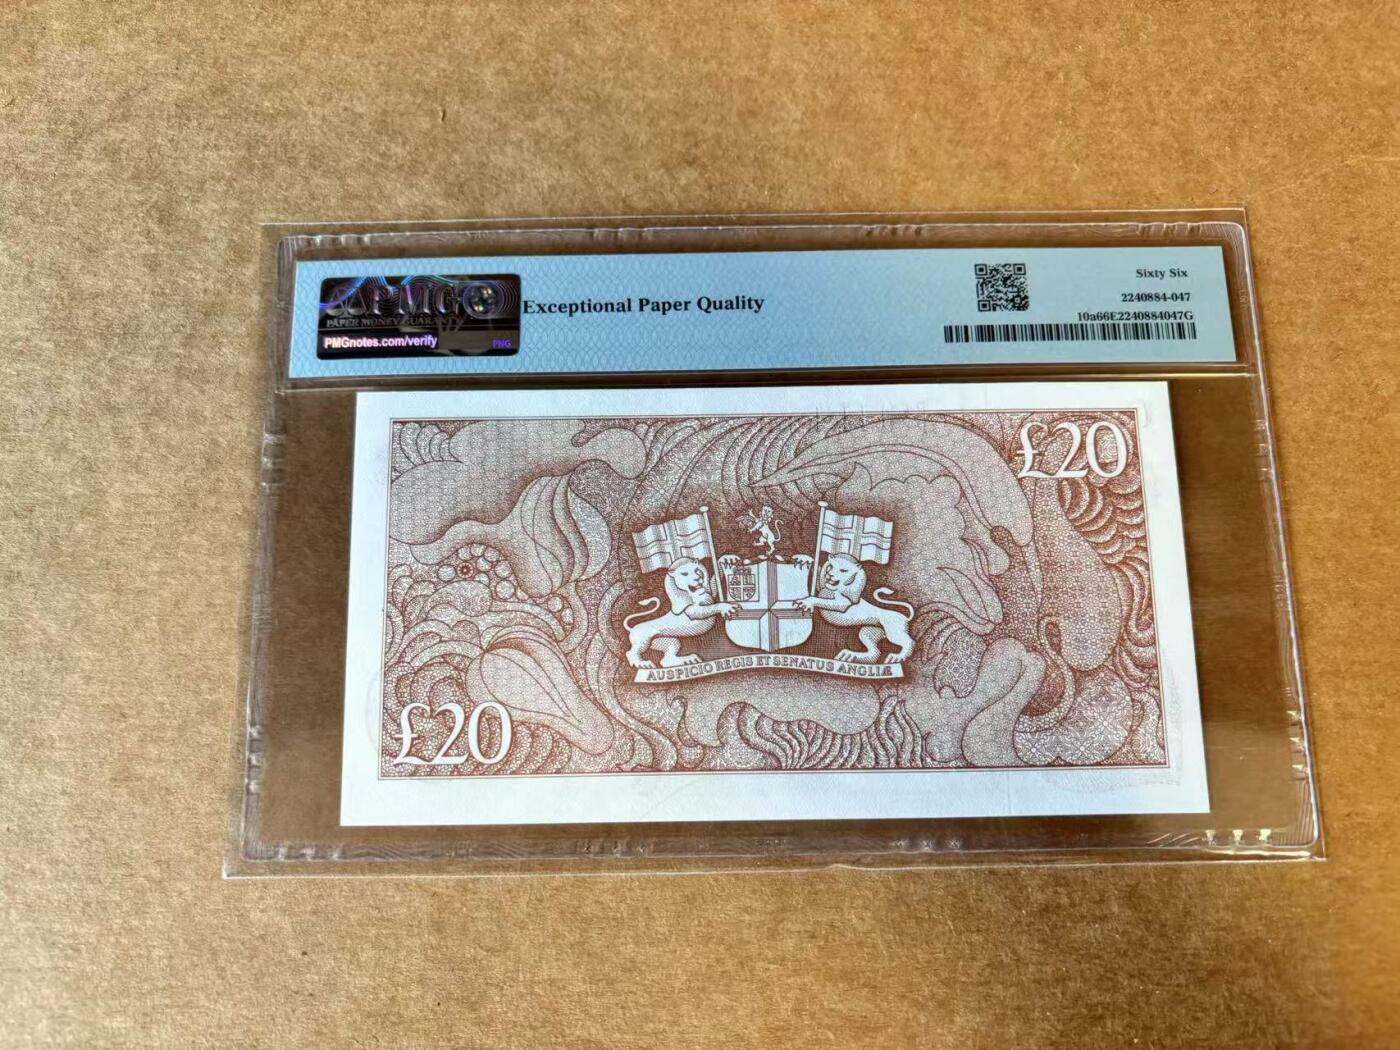 PMG
PAPER MONEY GUARANTY
PMGnotes.com/verify
PNG
Exceptional Paper Quality
Sixty Six
2240884-047
10a66E2240884047G
£20
AUSPICIO REGIS ET SENATUS ANGLIÆ
£20